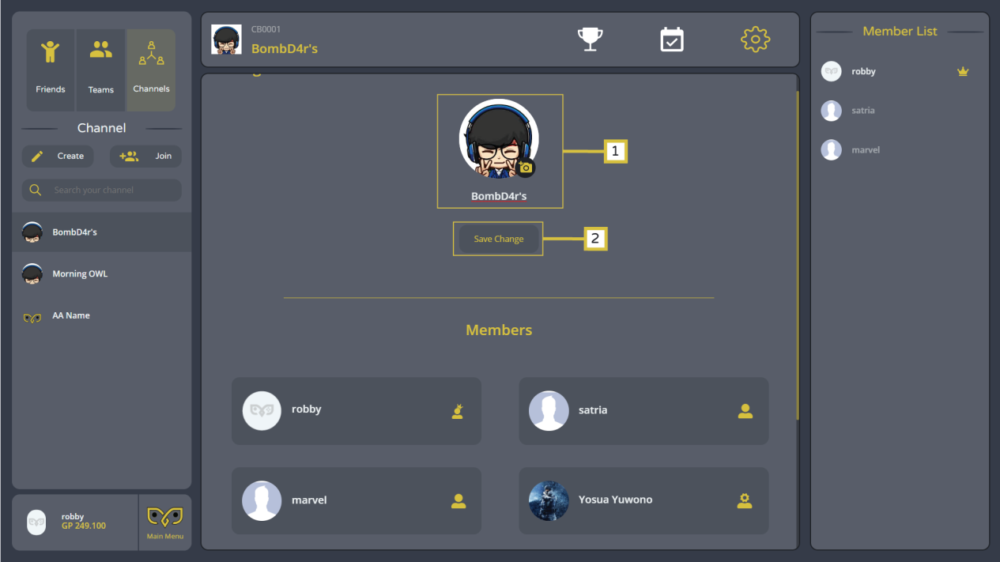 Friends
Teams
Channels
Channel
Create
Join
Search your channel
BombD4r's
Morning OWL
AA Name
robby
GP 249.100
Main Menu
CB0001
BombD4r's
1
BombD4r's
Save Change
2
Members
robby
satria
marvel
Yosua Yuwono
Member List
robby
satria
marvel